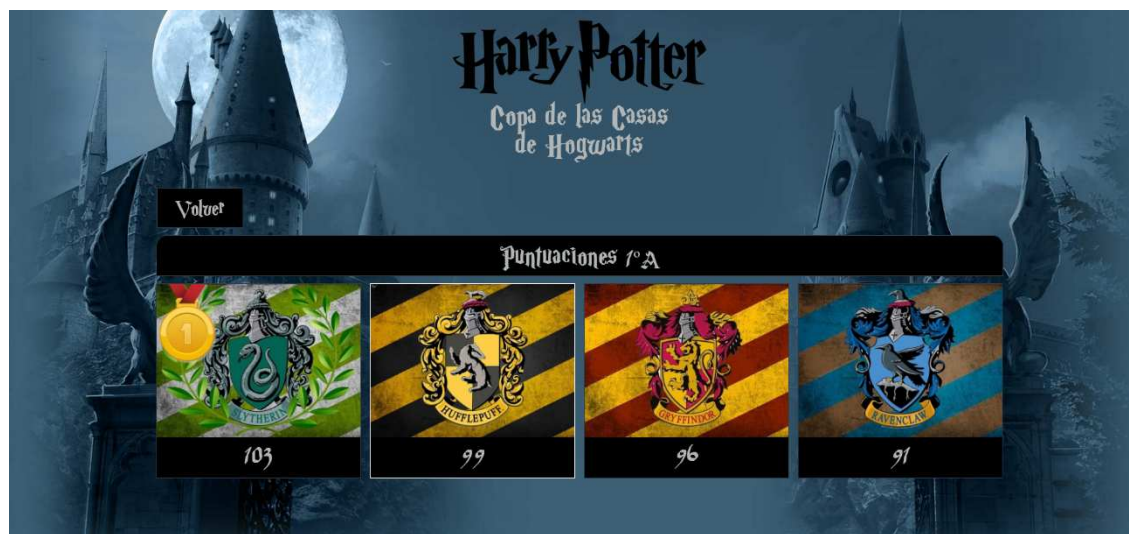 Harry Potter
Copa de las Casas
de Hogwarts
Volver
Puntuaciones 1º A
1
SLYTHERIN
HUFFLEPUFF
GRYFFINDOR
RAVENCLAW
103
99
96
91